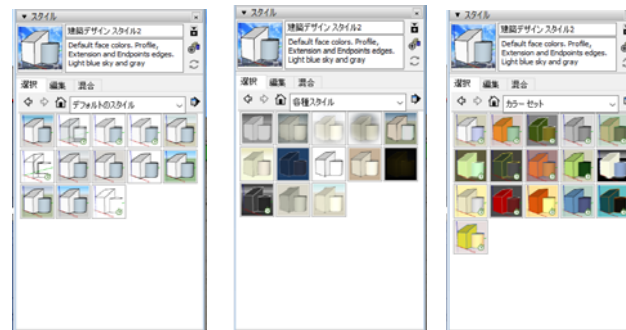 スタイル
建築デザイン スタイル2
Default face colors. Profile,
Extension and Endpoints edges.
Light blue sky and gray
選択 編集 混合
デフォルトのスタイル
スタイル
建築デザイン スタイル2
Default face colors. Profile,
Extension and Endpoints edges.
Light blue sky and gray
選択 編集 混合
各種スタイル
スタイル
建築デザイン スタイル2
Default face colors. Profile,
Extension and Endpoints edges.
Light blue sky and gray
選択 編集 混合
カラー セット